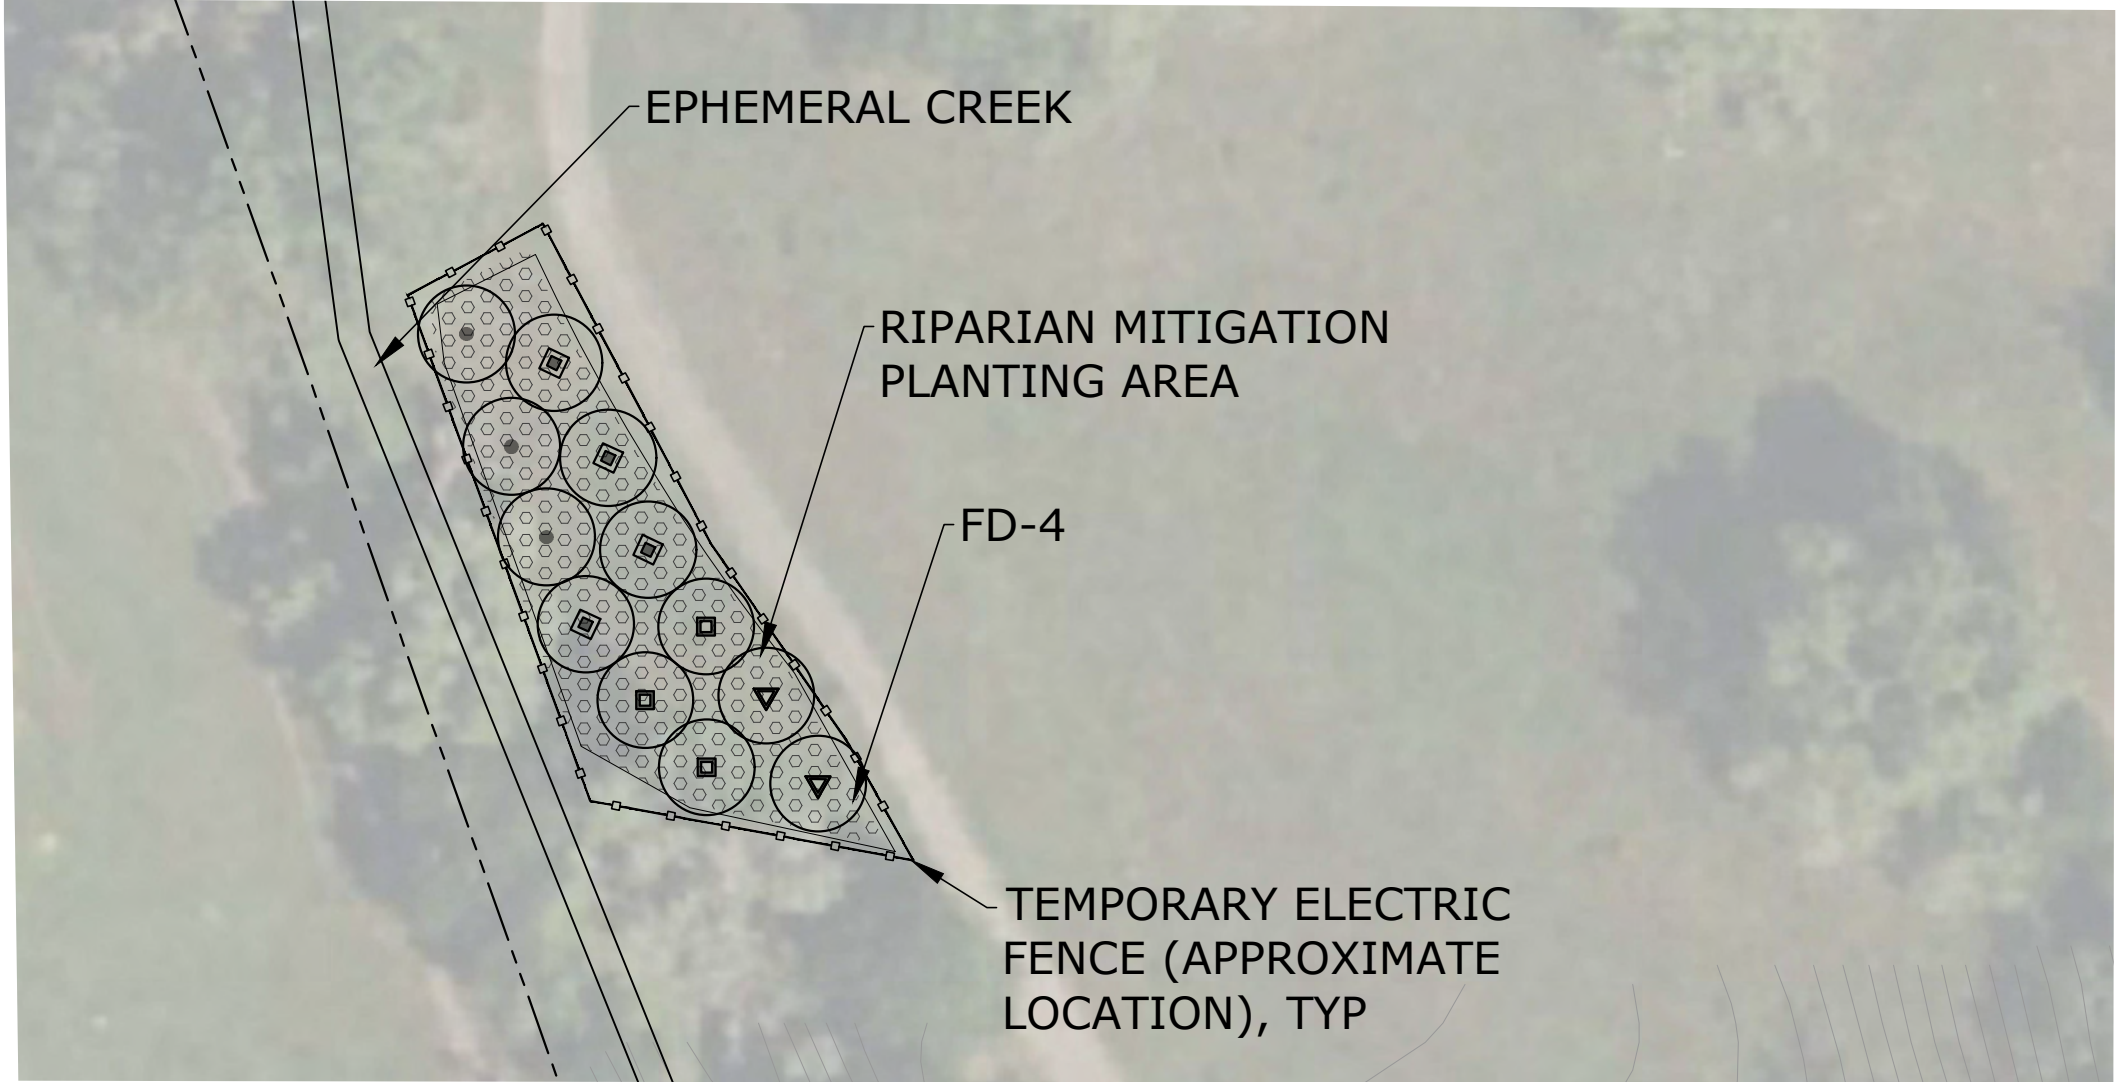 EPHEMERAL CREEK
RIPARIAN MITIGATION
PLANTING AREA
FD-4
TEMPORARY ELECTRIC
FENCE (APPROXIMATE
LOCATION), TYP